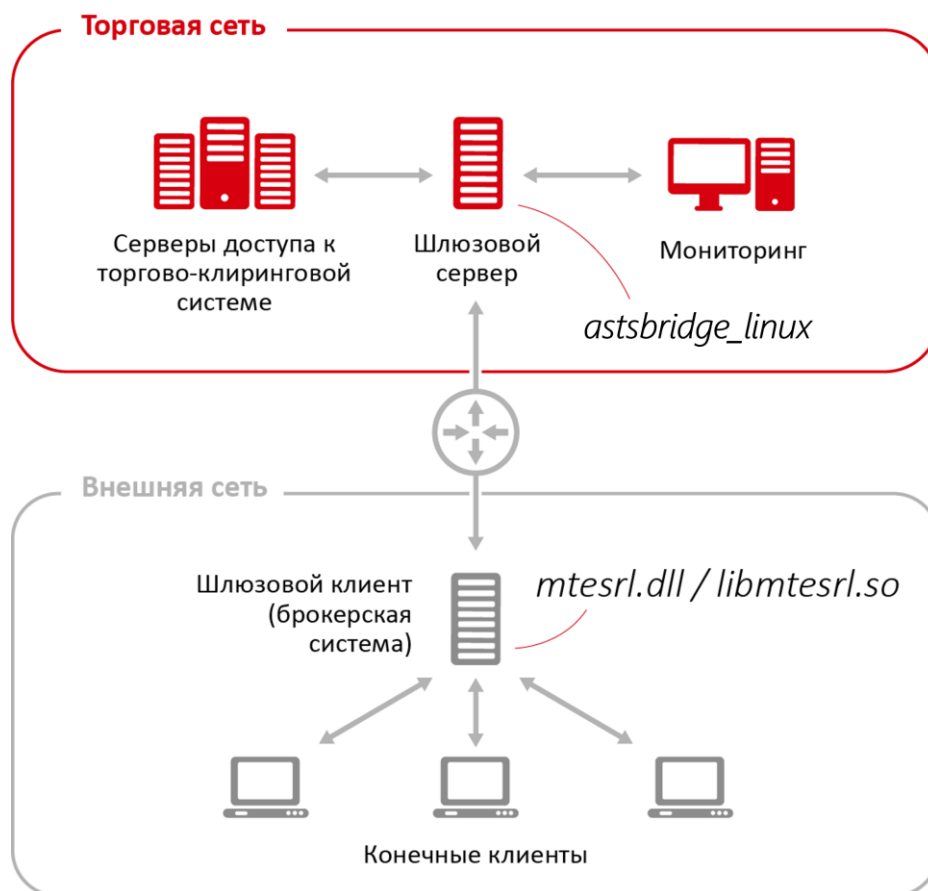 Торговая сеть
Серверы доступа к
торгово-клиринговой
системе
Шлюзовой
сервер
Мониторинг
astsbridge_linux
Внешняя сеть
Шлюзовой клиент
(брокерская
система)
mtesrl.dll / libmtesrl.so
Конечные клиенты